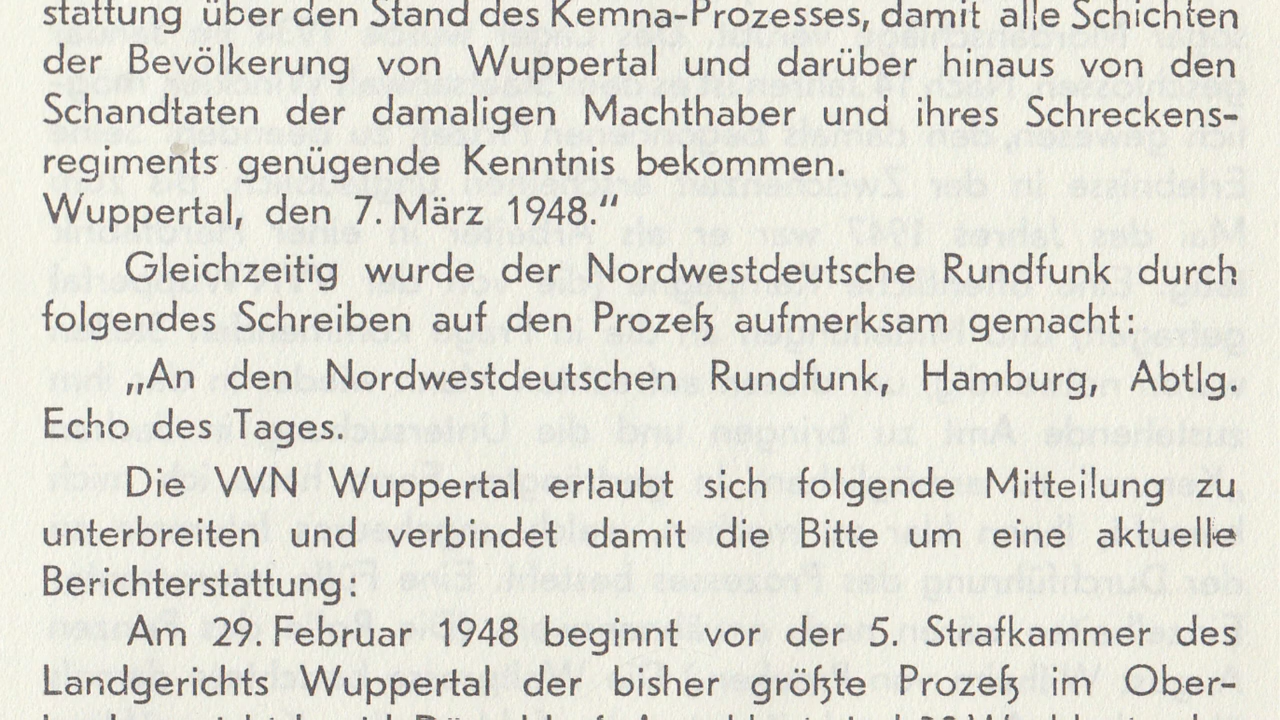 stattung über den Stand des Kemna-Prozesses, damit alle Schichten
der Bevölkerung von Wuppertal und darüber hinaus von den
Schandtaten der damaligen Machthaber und ihres Schreckens-
regiments genügende Kenntnis bekommen.
Wuppertal, den 7. März 1948.“
Gleichzeitig wurde der Nordwestdeutsche Rundfunk durch
folgendes Schreiben auf den Prozeß aufmerksam gemacht:
„An den Nordwestdeutschen Rundfunk, Hamburg, Abtlg.
Echo des Tages.
Die VVN Wuppertal erlaubt sich folgende Mitteilung zu
unterbreiten und verbindet damit die Bitte um eine aktuelle
Berichterstattung:
Am 29. Februar 1948 beginnt vor der 5. Strafkammer des
Landgerichts Wuppertal der bisher größte Prozeß im Ober-